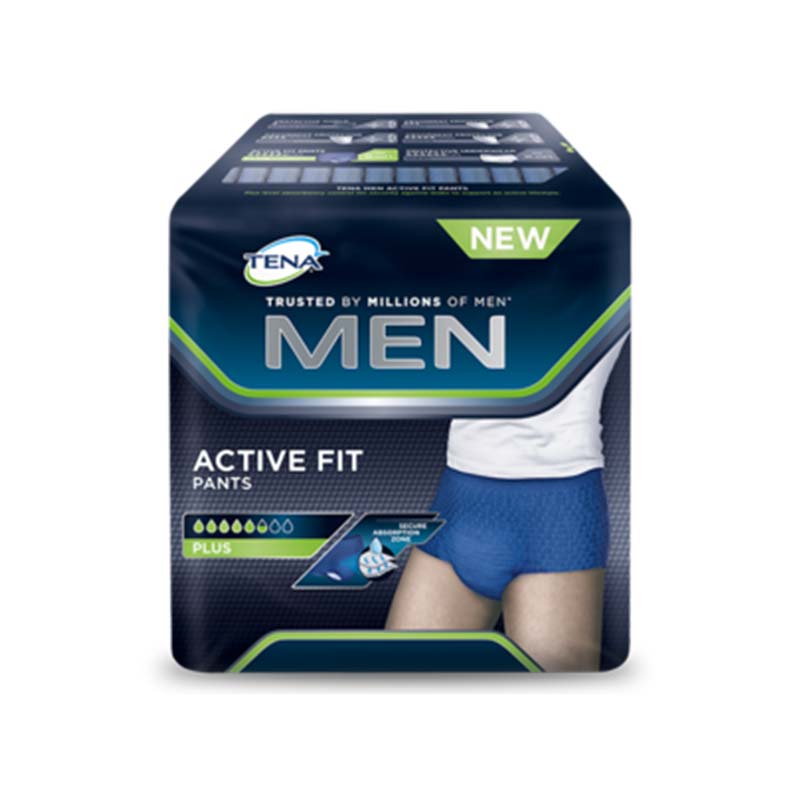 TENA MEN ACTIVE FIT PANTS
NEW
TENA
TRUSTED BY MILLIONS OF MEN*
MEN
ACTIVE FIT
PANTS
PLUS
SECURE
ABSORPTION
ZONE